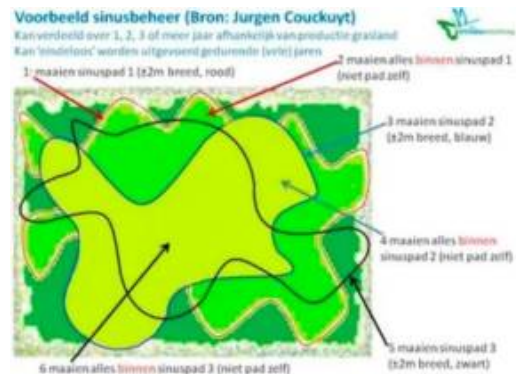 Voorbeeld sinusbeheer (Bron: Jurgen Couckuyt)
Kan verdeeld over 1, 2, 3 of meer jaar afhankelijk van productie grasland
Kan 'eindeloos' worden uitgevoerd gedurende (vele) jaren
1: maaien sinuspad 1 (±2m breed, rood)
2 maaien alles binnen sinuspad 1
(niet pad zelf)
3 maaien sinuspad 2
(±2m breed, blauw)
4 maaien alles binnen
sinuspad 2 (niet pad zelf)
5 maaien sinuspad 3
(±2m breed, zwart)
6 maaien alles binnen sinuspad 3 (niet pad zelf)